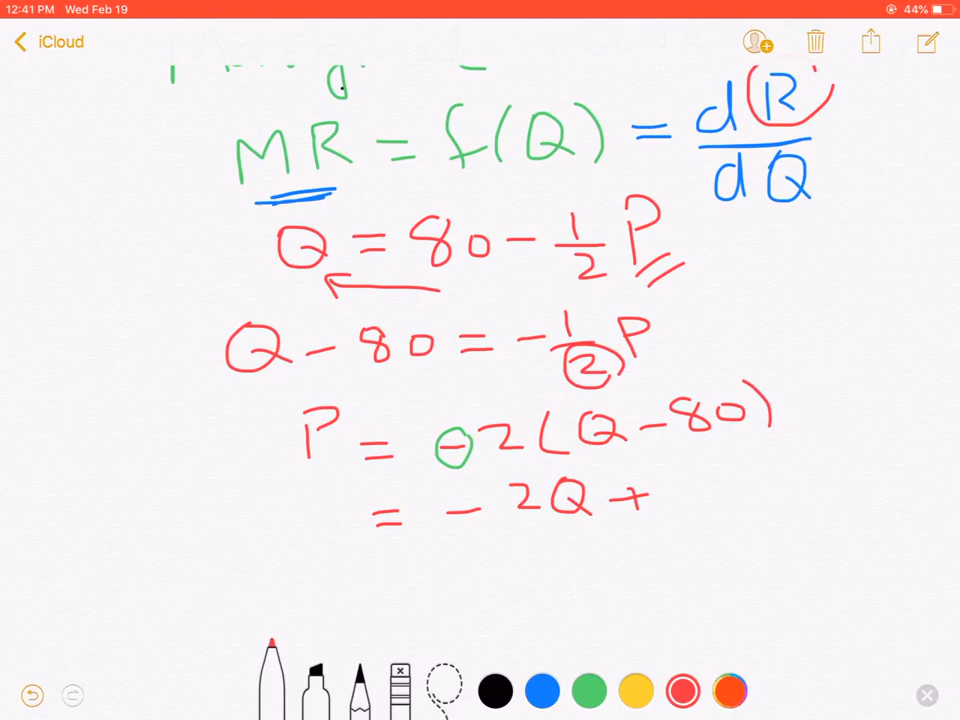 12:41 PM Wed Feb 19 44%
iCloud
MR = f(Q) = d(R) / dQ
Q = 80 - 1/2 P
Q - 80 = - 1/2 P
P = -2(Q - 80)
= - 2Q +